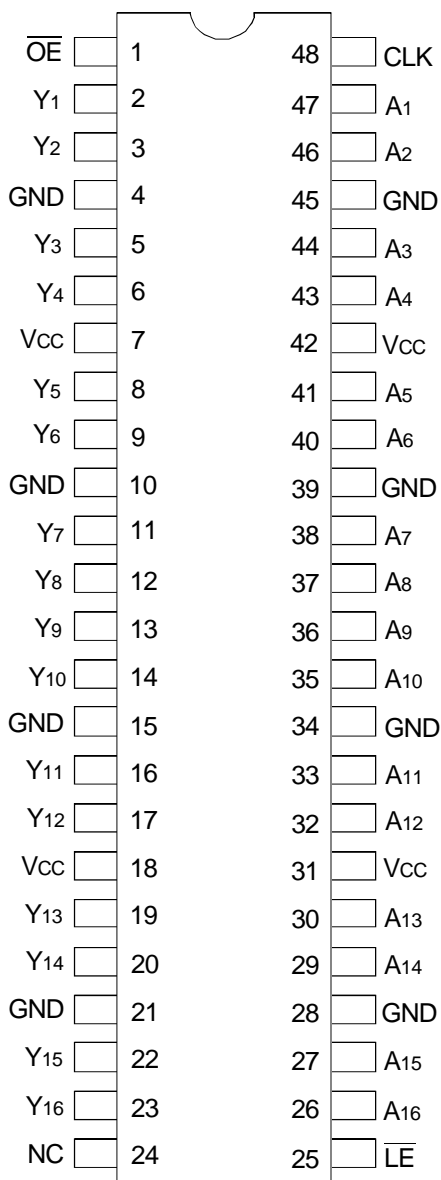 O̅E̅ 1 48 CLK
Y1 2 47 A1
Y2 3 46 A2
GND 4 45 GND
Y3 5 44 A3
Y4 6 43 A4
VCC 7 42 VCC
Y5 8 41 A5
Y6 9 40 A6
GND 10 39 GND
Y7 11 38 A7
Y8 12 37 A8
Y9 13 36 A9
Y10 14 35 A10
GND 15 34 GND
Y11 16 33 A11
Y12 17 32 A12
VCC 18 31 VCC
Y13 19 30 A13
Y14 20 29 A14
GND 21 28 GND
Y15 22 27 A15
Y16 23 26 A16
NC 24 25 L̅E̅